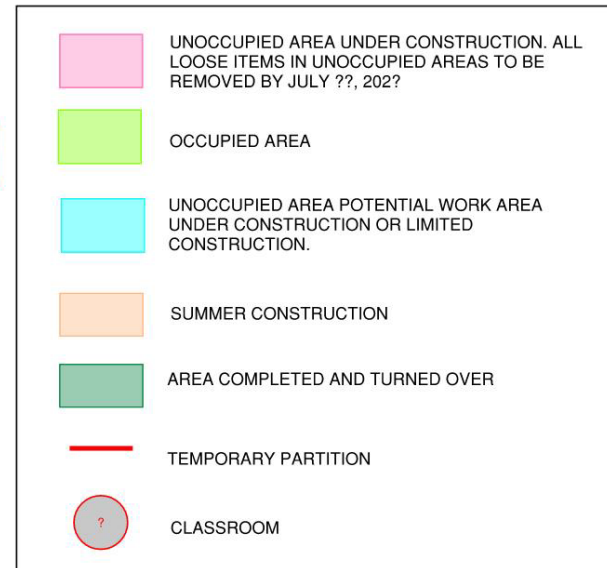 UNOCCUPIED AREA UNDER CONSTRUCTION. ALL
LOOSE ITEMS IN UNOCCUPIED AREAS TO BE
REMOVED BY JULY ??, 202?
OCCUPIED AREA
UNOCCUPIED AREA POTENTIAL WORK AREA
UNDER CONSTRUCTION OR LIMITED
CONSTRUCTION.
SUMMER CONSTRUCTION
AREA COMPLETED AND TURNED OVER
TEMPORARY PARTITION
?
CLASSROOM